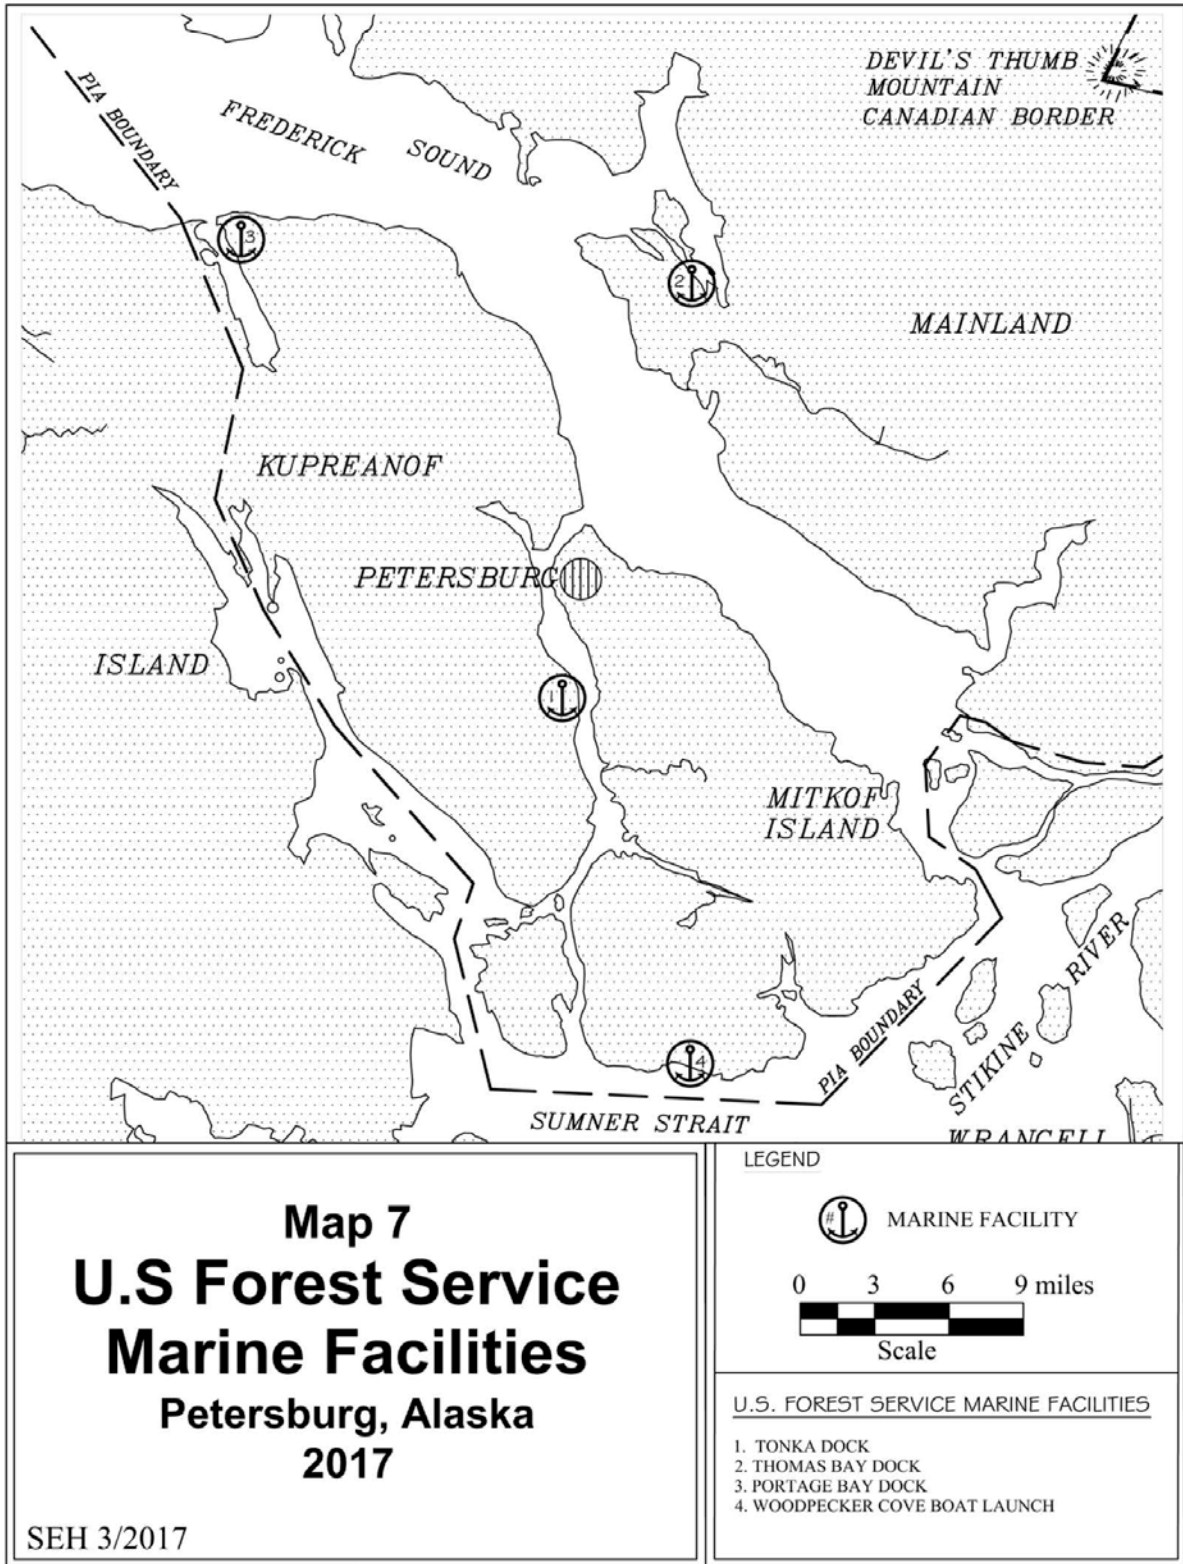 DEVIL'S THUMB
MOUNTAIN
CANADIAN BORDER
PIA BOUNDARY
FREDERICK SOUND
3
2
MAINLAND
KUPREANOF
PETERSBURG
ISLAND
1
MITKOF
ISLAND
STIKINE RIVER
PIA BOUNDARY
4
SUMNER STRAIT
WRANGELL
Map 7
U.S Forest Service
Marine Facilities
Petersburg, Alaska
2017
SEH 3/2017
LEGEND
# MARINE FACILITY
0 3 6 9 miles
Scale
U.S. FOREST SERVICE MARINE FACILITIES
1. TONKA DOCK
2. THOMAS BAY DOCK
3. PORTAGE BAY DOCK
4. WOODPECKER COVE BOAT LAUNCH